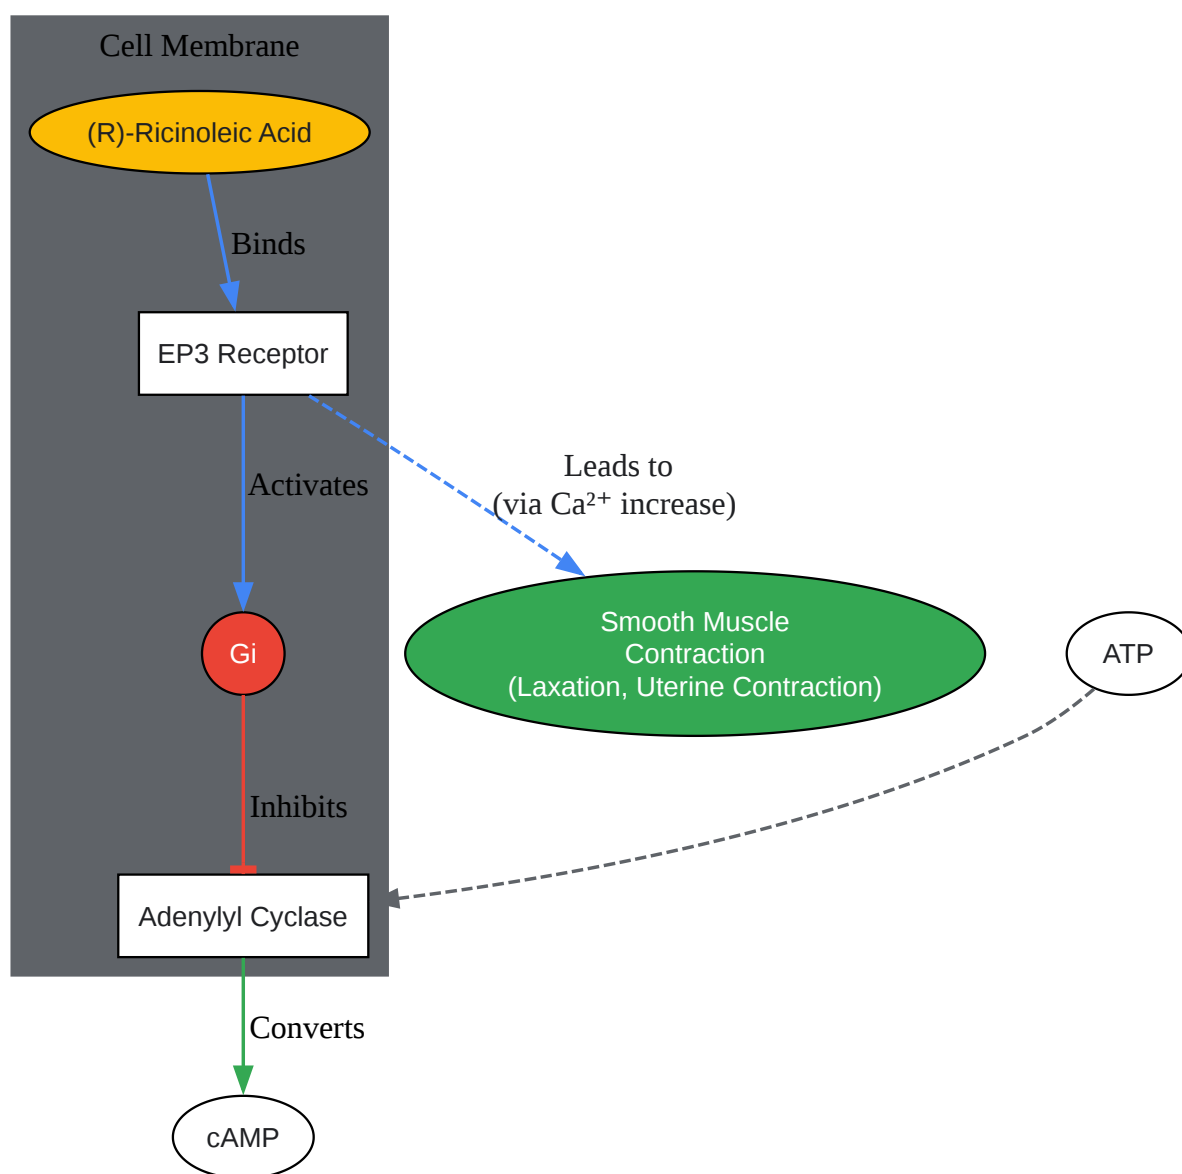 Cell Membrane
(R)-Ricinoleic Acid
Binds
EP3 Receptor
Leads to
(via Ca²⁺ increase)
Activates
Smooth Muscle
Contraction
(Laxation, Uterine Contraction)
Gi
ATP
Inhibits
Adenylyl Cyclase
Converts
cAMP